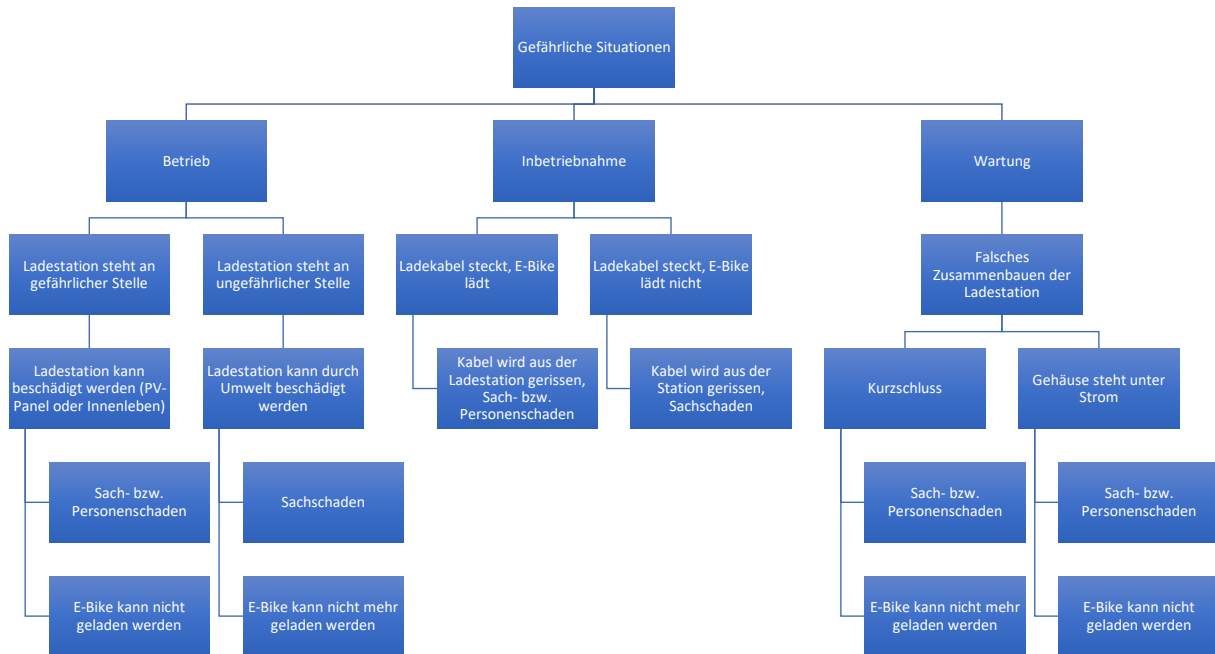 Gefährliche Situationen
Betrieb
Inbetriebnahme
Wartung
Ladestation steht an
gefährlicher Stelle
Ladestation steht an
ungefährlicher Stelle
Ladekabel steckt, E-Bike
lädt
Ladekabel steckt, E-Bike
lädt nicht
Falsches
Zusammenbauen der
Ladestation
Ladestation kann
beschädigt werden (PV-
Panel oder Innenleben)
Ladestation kann durch
Umwelt beschädigt
werden
Kabel wird aus der
Ladestation gerissen,
Sach- bzw.
Personenschaden
Kabel wird aus der
Station gerissen,
Sachschaden
Kurzschluss
Gehäuse steht unter
Strom
Sach- bzw.
Personenschaden
Sachschaden
Sach- bzw.
Personenschaden
Sach- bzw.
Personenschaden
E-Bike kann nicht
geladen werden
E-Bike kann nicht mehr
geladen werden
E-Bike kann nicht mehr
geladen werden
E-Bike kann nicht
geladen werden